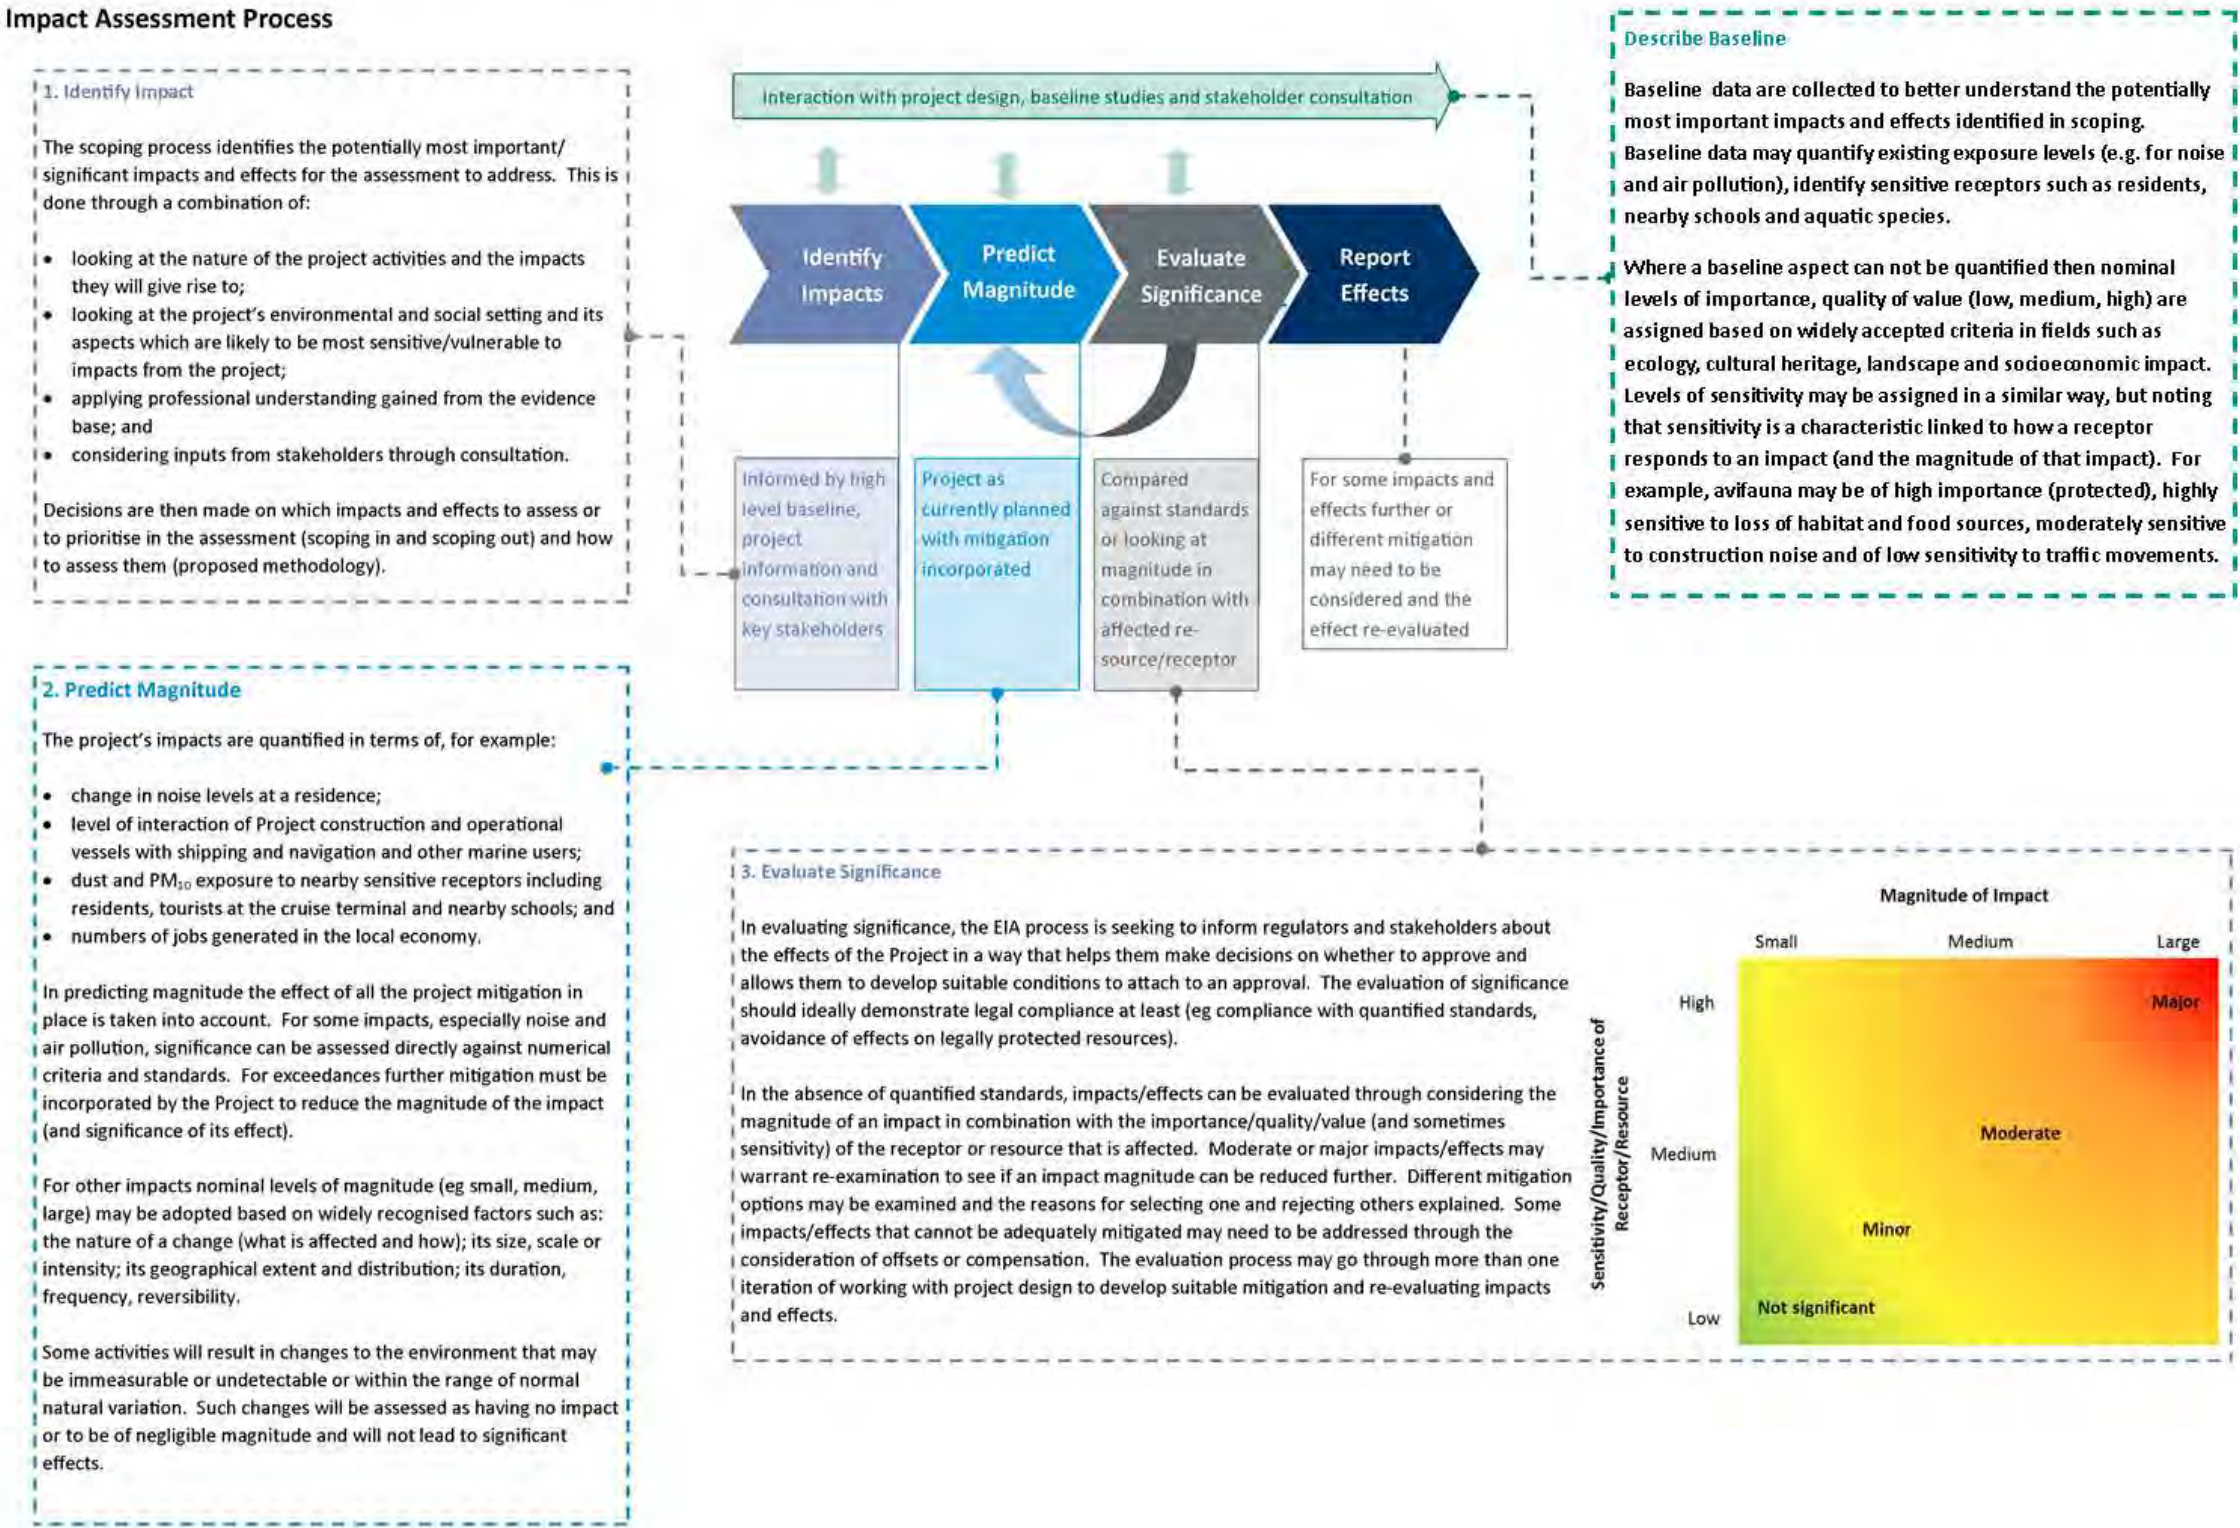 Impact Assessment Process
1. Identify Impact
The scoping process identifies the potentially most important/
significant impacts and effects for the assessment to address.  This is
done through a combination of:
• looking at the nature of the project activities and the impacts
they will give rise to;
• looking at the project's environmental and social setting and its
aspects which are likely to be most sensitive/vulnerable to
impacts from the project;
• applying professional understanding gained from the evidence
base; and
• considering inputs from stakeholders through consultation.
Decisions are then made on which impacts and effects to assess or
to prioritise in the assessment (scoping in and scoping out) and how
to assess them (proposed methodology).
2. Predict Magnitude
The project's impacts are quantified in terms of, for example:
• change in noise levels at a residence;
• level of interaction of Project construction and operational
vessels with shipping and navigation and other marine users;
• dust and PM₁₀ exposure to nearby sensitive receptors including
residents, tourists at the cruise terminal and nearby schools; and
• numbers of jobs generated in the local economy.
In predicting magnitude the effect of all the project mitigation in
place is taken into account.  For some impacts, especially noise and
air pollution, significance can be assessed directly against numerical
criteria and standards.  For exceedances further mitigation must be
incorporated by the Project to reduce the magnitude of the impact
(and significance of its effect).
For other impacts nominal levels of magnitude (eg small, medium,
large) may be adopted based on widely recognised factors such as:
the nature of a change (what is affected and how); its size, scale or
intensity; its geographical extent and distribution; its duration,
frequency, reversibility.
Some activities will result in changes to the environment that may
be immeasurable or undetectable or within the range of normal
natural variation.  Such changes will be assessed as having no impact
or to be of negligible magnitude and will not lead to significant
effects.
Interaction with project design, baseline studies and stakeholder consultation
Identify
Impacts
Predict
Magnitude
Evaluate
Significance
Report
Effects
Informed by high
level baseline,
project
information and
consultation with
key stakeholders
Project as
currently planned
with mitigation
incorporated
Compared
against standards
or looking at
magnitude in
combination with
affected re-
source/receptor
For some impacts and
effects further or
different mitigation
may need to be
considered and the
effect re-evaluated
Describe Baseline
Baseline data are collected to better understand the potentially
most important impacts and effects identified in scoping.
Baseline data may quantify existing exposure levels (e.g. for noise
and air pollution), identify sensitive receptors such as residents,
nearby schools and aquatic species.
Where a baseline aspect can not be quantified then nominal
levels of importance, quality of value (low, medium, high) are
assigned based on widely accepted criteria in fields such as
ecology, cultural heritage, landscape and socioeconomic impact.
Levels of sensitivity may be assigned in a similar way, but noting
that sensitivity is a characteristic linked to how a receptor
responds to an impact (and the magnitude of that impact).  For
example, avifauna may be of high importance (protected), highly
sensitive to loss of habitat and food sources, moderately sensitive
to construction noise and of low sensitivity to traffic movements.
3. Evaluate Significance
In evaluating significance, the EIA process is seeking to inform regulators and stakeholders about
the effects of the Project in a way that helps them make decisions on whether to approve and
allows them to develop suitable conditions to attach to an approval.  The evaluation of significance
should ideally demonstrate legal compliance at least (eg compliance with quantified standards,
avoidance of effects on legally protected resources).
In the absence of quantified standards, impacts/effects can be evaluated through considering the
magnitude of an impact in combination with the importance/quality/value (and sometimes
sensitivity) of the receptor or resource that is affected.  Moderate or major impacts/effects may
warrant re-examination to see if an impact magnitude can be reduced further.  Different mitigation
options may be examined and the reasons for selecting one and rejecting others explained.  Some
impacts/effects that cannot be adequately mitigated may need to be addressed through the
consideration of offsets or compensation.  The evaluation process may go through more than one
iteration of working with project design to develop suitable mitigation and re-evaluating impacts
and effects.
Magnitude of Impact
Small
Medium
Large
Sensitivity/Quality/Importance of
Receptor/Resource
High
Medium
Low
Major
Moderate
Minor
Not significant